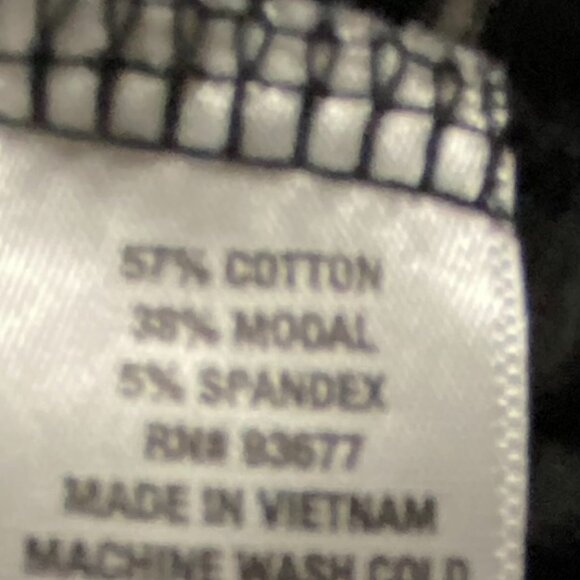 57% COTTON
38% MODAL
5% SPANDEX
RN# 93677
MADE IN VIETNAM
MACHINE WASH COLD